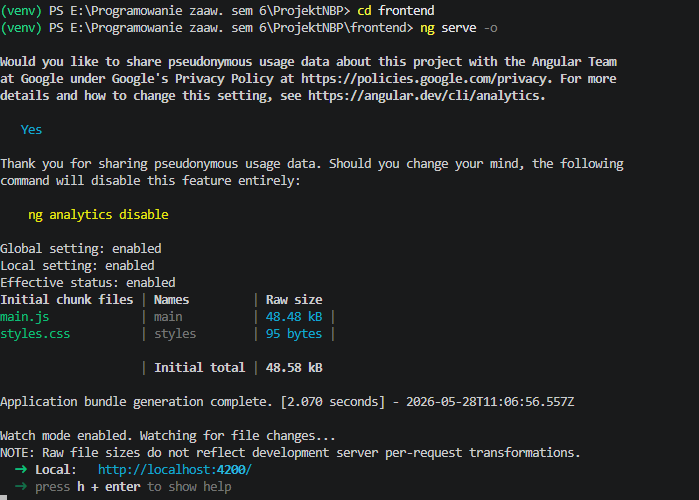 (venv) PS E:\Programowanie zaaw. sem 6\ProjektNBP> cd frontend
(venv) PS E:\Programowanie zaaw. sem 6\ProjektNBP\frontend> ng serve -o
Would you like to share pseudonymous usage data about this project with the Angular Team
at Google under Google's Privacy Policy at https://policies.google.com/privacy. For more
details and how to change this setting, see https://angular.dev/cli/analytics.
Yes
Thank you for sharing pseudonymous usage data. Should you change your mind, the following
command will disable this feature entirely:
ng analytics disable
Global setting: enabled
Local setting: enabled
Effective status: enabled
Initial chunk files | Names | Raw size
main.js | main | 48.48 kB |
styles.css | styles | 95 bytes |
| Initial total | 48.58 kB
Application bundle generation complete. [2.070 seconds] - 2026-05-28T11:06:56.557Z
Watch mode enabled. Watching for file changes...
NOTE: Raw file sizes do not reflect development server per-request transformations.
➜ Local: http://localhost:4200/
➜ press h + enter to show help